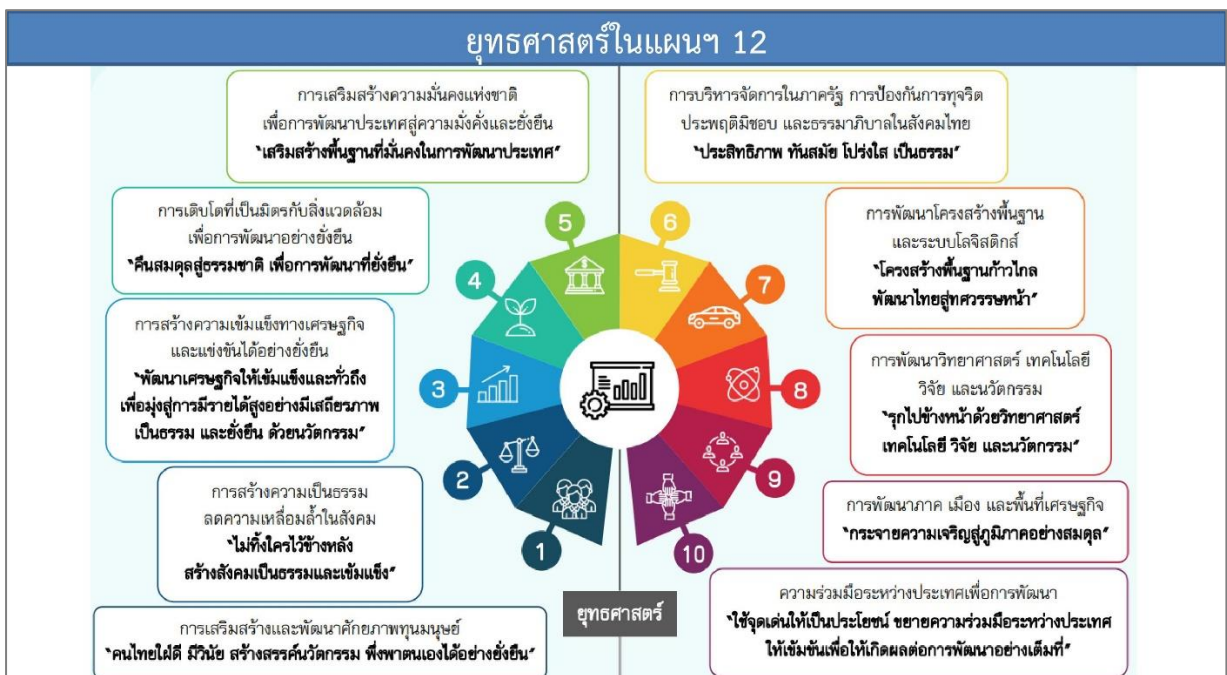 ยุทธศาสตร์ในแผนฯ 12
การเสริมสร้างความมั่นคงแห่งชาติ
เพื่อการพัฒนาประเทศสู่ความมั่งคั่งและยั่งยืน
“เสริมสร้างพื้นฐานที่มั่นคงในการพัฒนาประเทศ”
การบริหารจัดการในภาครัฐ การป้องกันการทุจริต
ประพฤติมิชอบ และธรรมาภิบาลในสังคมไทย
“ประสิทธิภาพ ทันสมัย โปร่งใส เป็นธรรม”
การเติบโตที่เป็นมิตรกับสิ่งแวดล้อม
เพื่อการพัฒนาอย่างยั่งยืน
“คืนสมดุลสู่ธรรมชาติ เพื่อการพัฒนาที่ยั่งยืน”
การพัฒนาโครงสร้างพื้นฐาน
และระบบโลจิสติกส์
“โครงสร้างพื้นฐานก้าวไกล
พัฒนาไทยสู่ทศวรรษหน้า”
การสร้างความเข้มแข็งทางเศรษฐกิจ
และแข่งขันได้อย่างยั่งยืน
“พัฒนาเศรษฐกิจให้เข้มแข็งและทั่วถึง
เพื่อมุ่งสู่การมีรายได้สูงอย่างมีเสถียรภาพ
เป็นธรรม และยั่งยืน ด้วยนวัตกรรม”
การพัฒนาวิทยาศาสตร์ เทคโนโลยี
วิจัย และนวัตกรรม
“รุกไปข้างหน้าด้วยวิทยาศาสตร์
เทคโนโลยี วิจัย และนวัตกรรม”
การสร้างความเป็นธรรม
ลดความเหลื่อมล้ำในสังคม
“ไม่ทิ้งใครไว้ข้างหลัง
สร้างสังคมเป็นธรรมและเข้มแข็ง”
การพัฒนาภาค เมือง และพื้นที่เศรษฐกิจ
“กระจายความเจริญสู่ภูมิภาคอย่างสมดุล”
การเสริมสร้างและพัฒนาศักยภาพทุนมนุษย์
“คนไทยใฝ่ดี มีวินัย สร้างสรรค์นวัตกรรม พึ่งพาตนเองได้อย่างยั่งยืน”
ความร่วมมือระหว่างประเทศเพื่อการพัฒนา
“ใช้จุดเด่นให้เป็นประโยชน์ ขยายความร่วมมือระหว่างประเทศ
ให้เข้มข้นเพื่อให้เกิดผลต่อการพัฒนาอย่างเต็มที่”
5
6
4
7
3
8
2
9
1
10
ยุทธศาสตร์